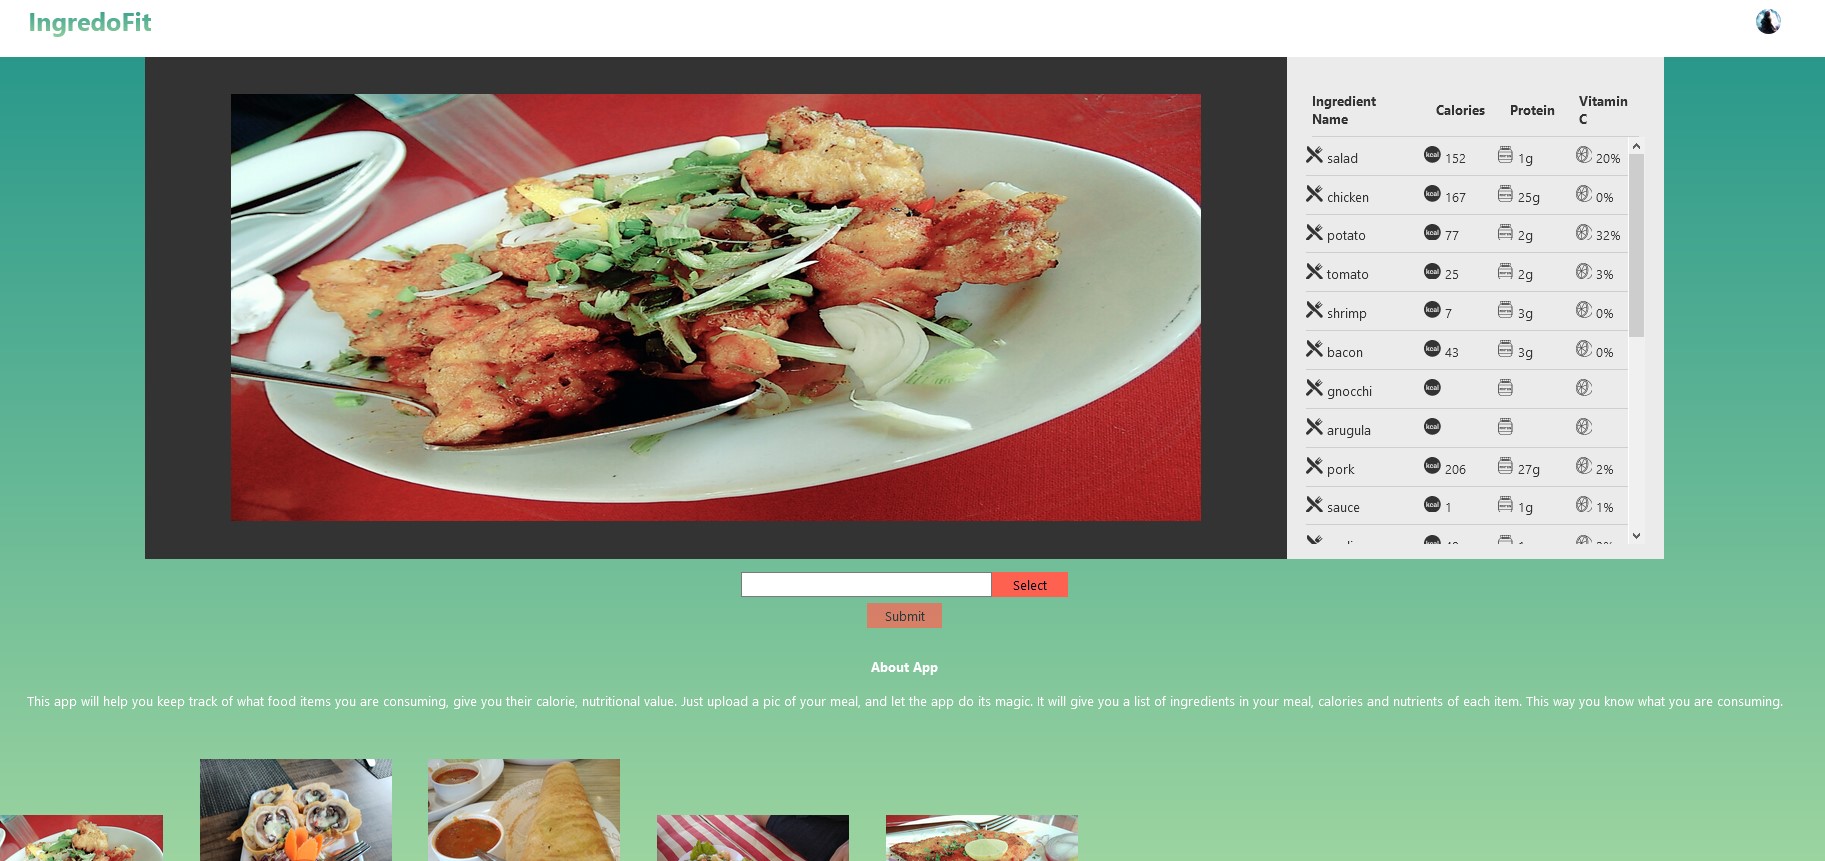 IngredoFit
Ingredient Name Calories Protein Vitamin C
salad 152 1g 20%
chicken 167 25g 0%
potato 77 2g 32%
tomato 25 2g 3%
shrimp 7 3g 0%
bacon 43 3g 0%
gnocchi
arugula
pork 206 27g 2%
sauce 1 1g 1%
Select
Submit
About App
This app will help you keep track of what food items you are consuming, give you their calorie, nutritional value. Just upload a pic of your meal, and let the app do its magic. It will give you a list of ingredients in your meal, calories and nutrients of each item. This way you know what you are consuming.